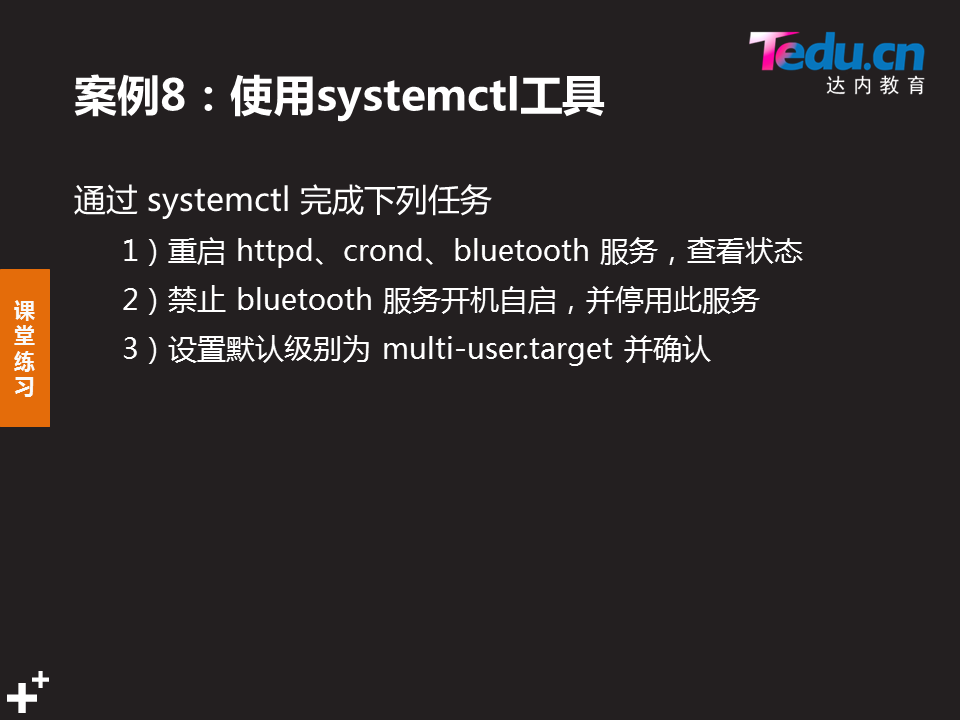 Tedu.cn
达内教育
案例8：使用systemctl工具
通过 systemctl 完成下列任务
1）重启 httpd、crond、bluetooth 服务，查看状态
2）禁止 bluetooth 服务开机自启，并停用此服务
3）设置默认级别为 multi-user.target 并确认
课
堂
练
习